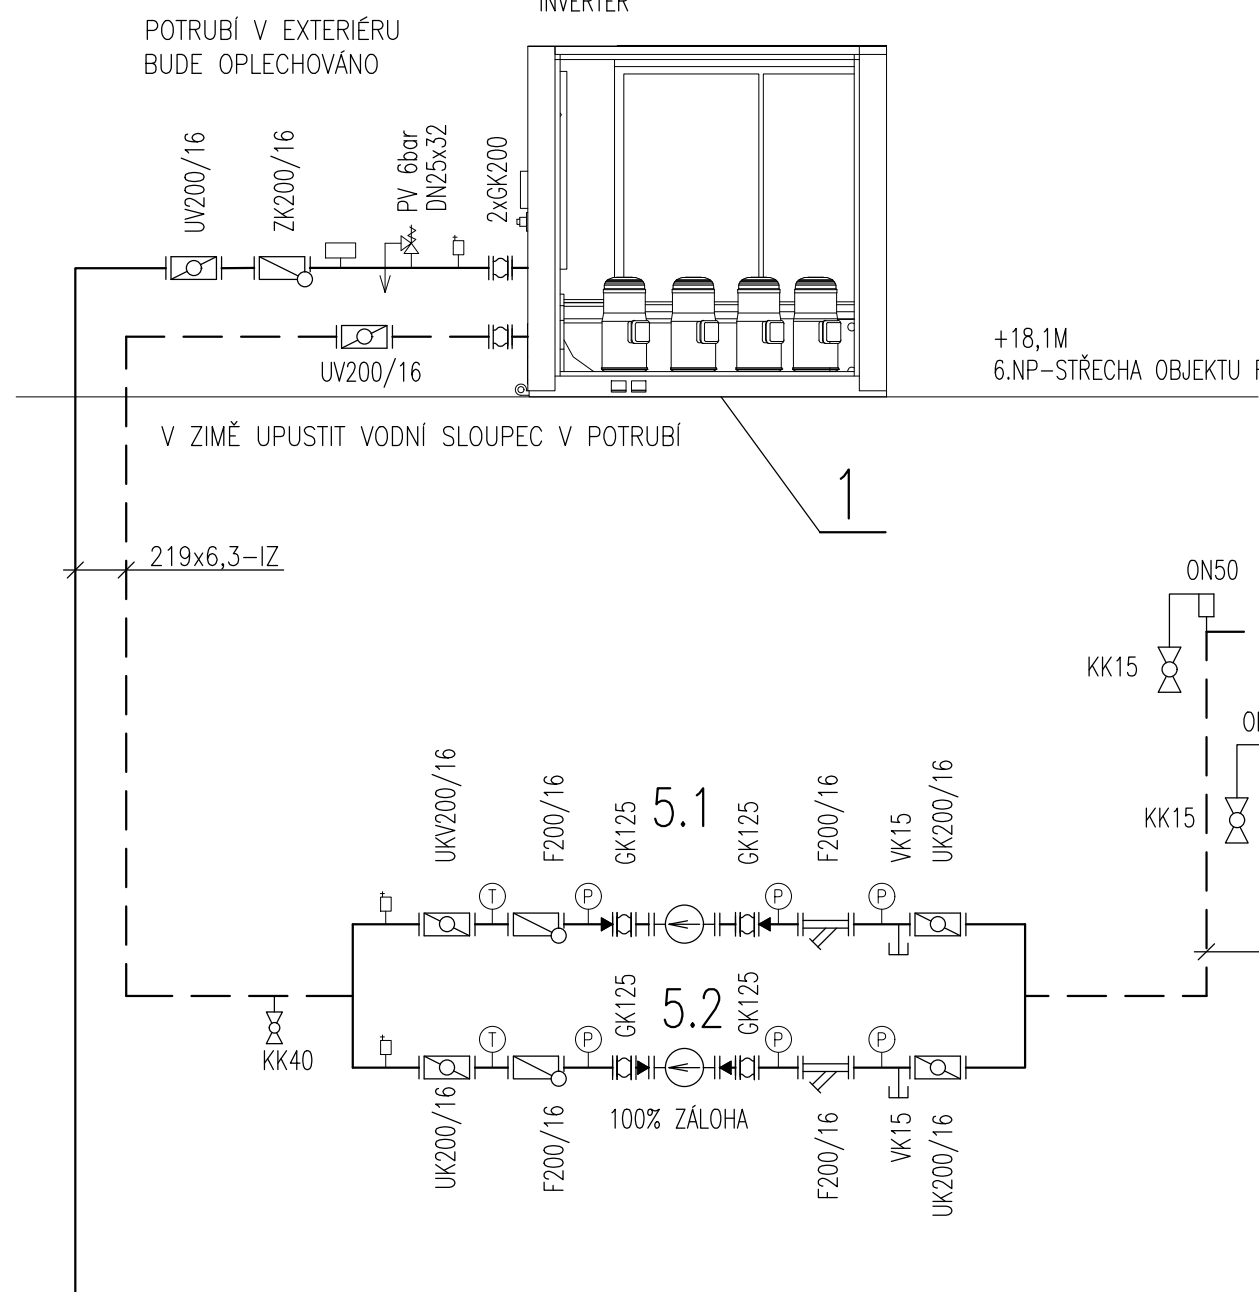 INVERTER
POTRUBÍ V EXTERIÉRU
BUDE OPLECHOVÁNO
UV200/16
ZK200/16
PV 6bar
DN25x32
2xGK200
UV200/16
+18,1M
6.NP-STŘECHA OBJEKTU
V ZIMĚ UPUSTIT VODNÍ SLOUPEC V POTRUBÍ
1
219x6,3-IZ
ON50
KK15
KK15
UKV200/16
F200/16
GK125
5.1
GK125
F200/16
VK15
UK200/16
T
P
P
P
GK125
5.2
GK125
KK40
T
P
P
P
UK200/16
F200/16
100% ZÁLOHA
F200/16
VK15
UK200/16